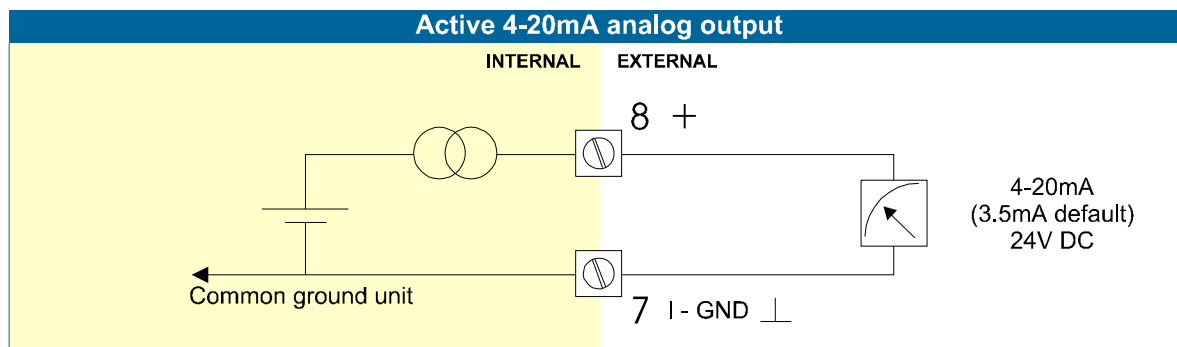 Active 4-20mA analog output
INTERNAL EXTERNAL
8 +
4-20mA
(3.5mA default)
24V DC
Common ground unit
7 I - GND ⊥